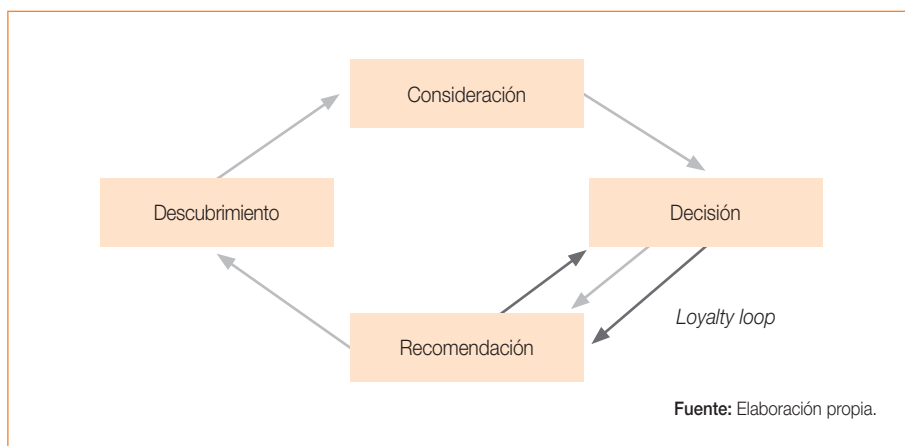 Consideración
Descubrimiento
Decisión
Recomendación
Loyalty loop
Fuente: Elaboración propia.